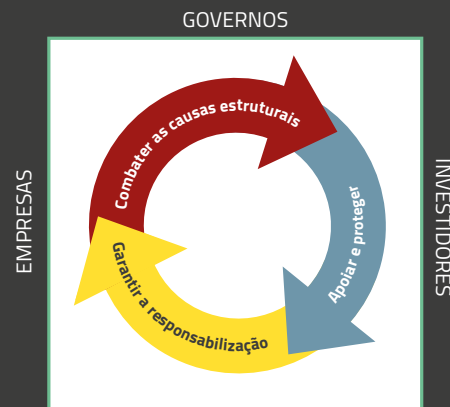 GOVERNOS
EMPRESAS
Combater as causas estruturais
Apoiar e proteger
Garantir a responsabilização
INVESTIDORES